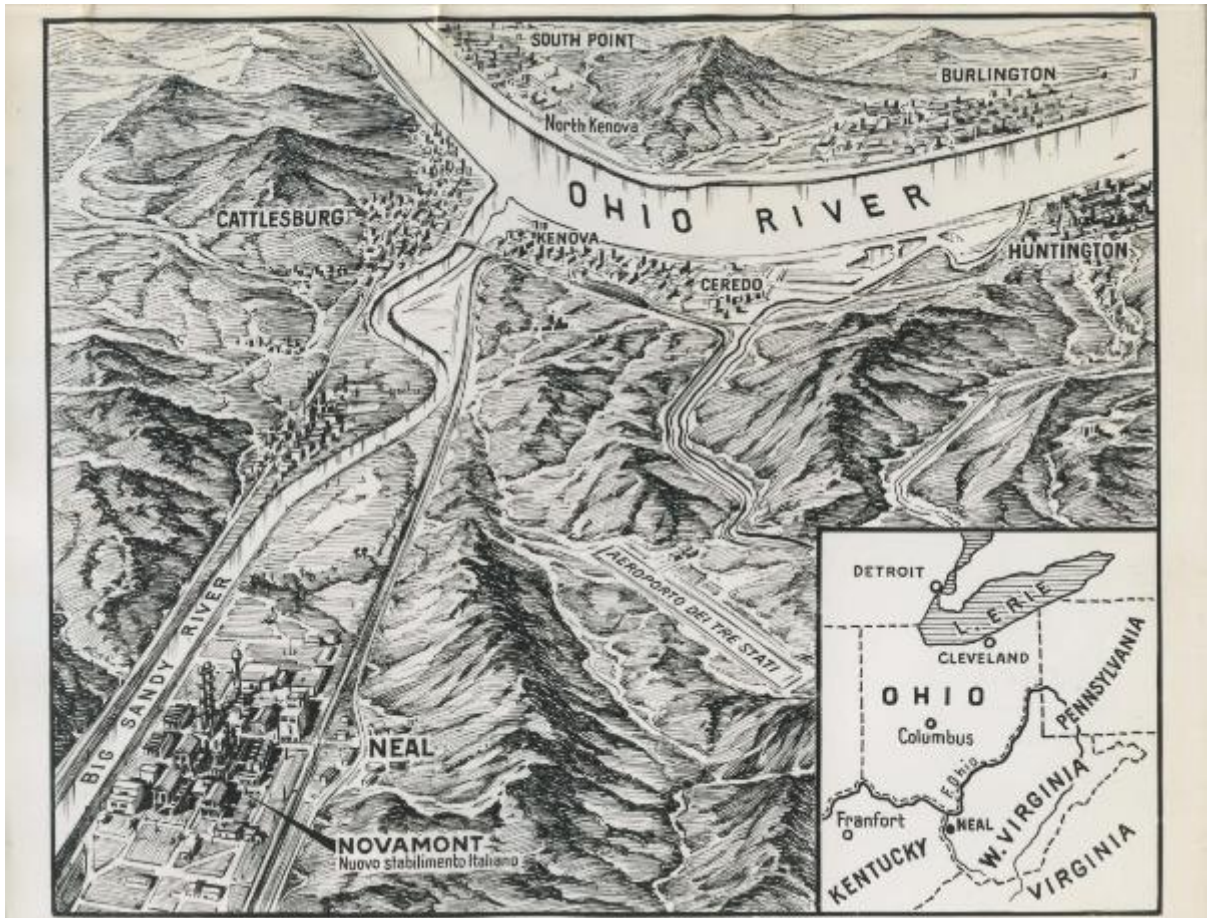 SOUTH POINT
BURLINGTON
North Kenova
OHIO RIVER
CATTLESBURG
KENOVA
HUNTINGTON
CEREDO
AEROPORTO DEI TRE STATI
BIG SANDY RIVER
NEAL
NOVAMONT
Nuovo stabilimento Italiano
DETROIT
L. ERIE
CLEVELAND
OHIO
PENNSYLVANIA
Columbus
F. Ohio
Franfort
NEAL
W. VIRGINIA
KENTUCKY
VIRGINIA